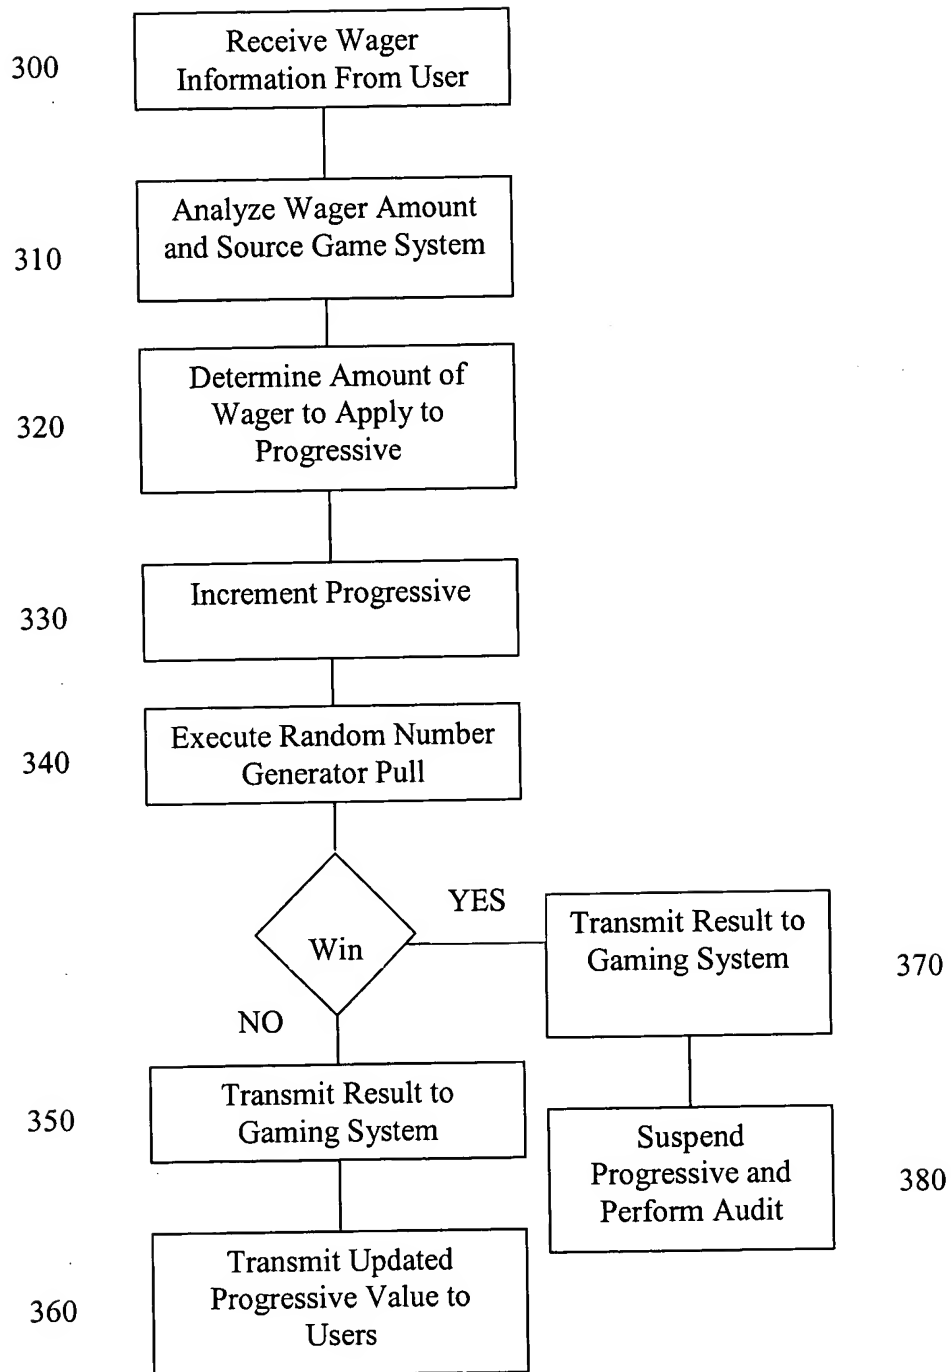 300
Receive Wager
Information From User
310
Analyze Wager Amount
and Source Game System
320
Determine Amount of
Wager to Apply to
Progressive
330
Increment Progressive
340
Execute Random Number
Generator Pull
Win
YES
NO
Transmit Result to
Gaming System
370
350
Transmit Result to
Gaming System
Suspend
Progressive and
Perform Audit
380
360
Transmit Updated
Progressive Value to
Users